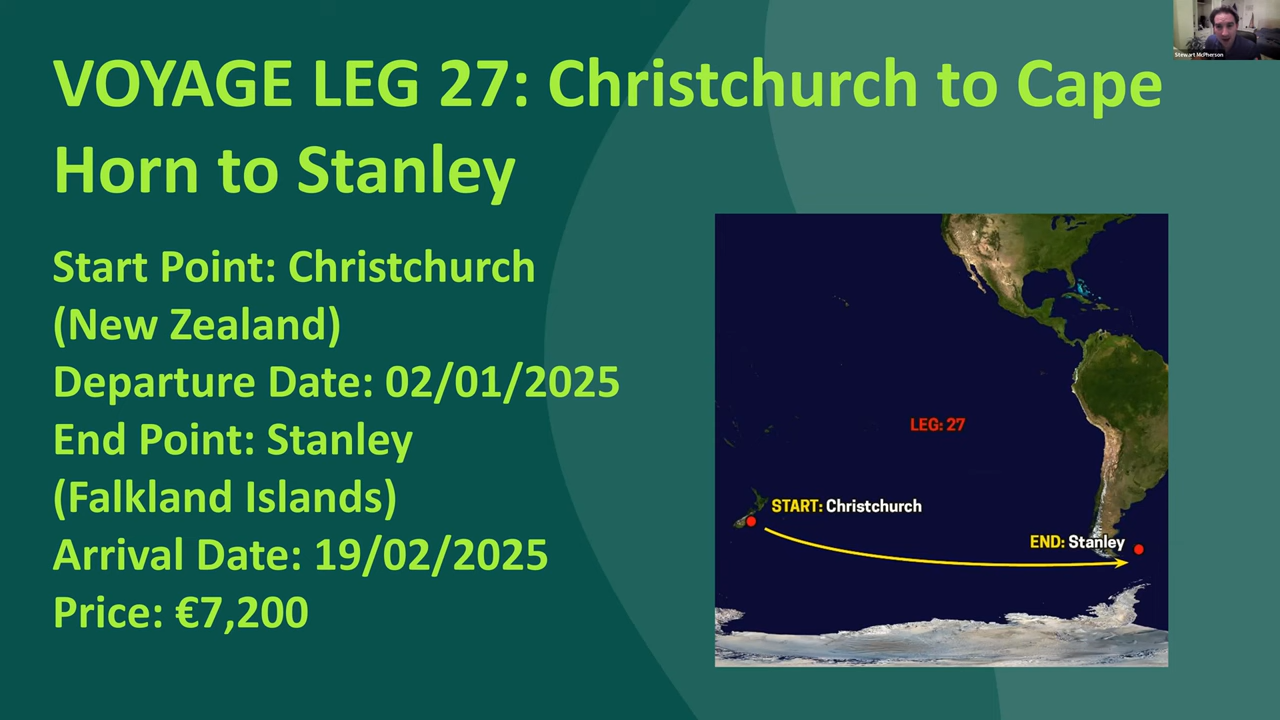 Stewart McPherson
VOYAGE LEG 27: Christchurch to Cape
Horn to Stanley
Start Point: Christchurch
(New Zealand)
Departure Date: 02/01/2025
End Point: Stanley
(Falkland Islands)
Arrival Date: 19/02/2025
Price: €7,200
LEG: 27
START: Christchurch
END: Stanley